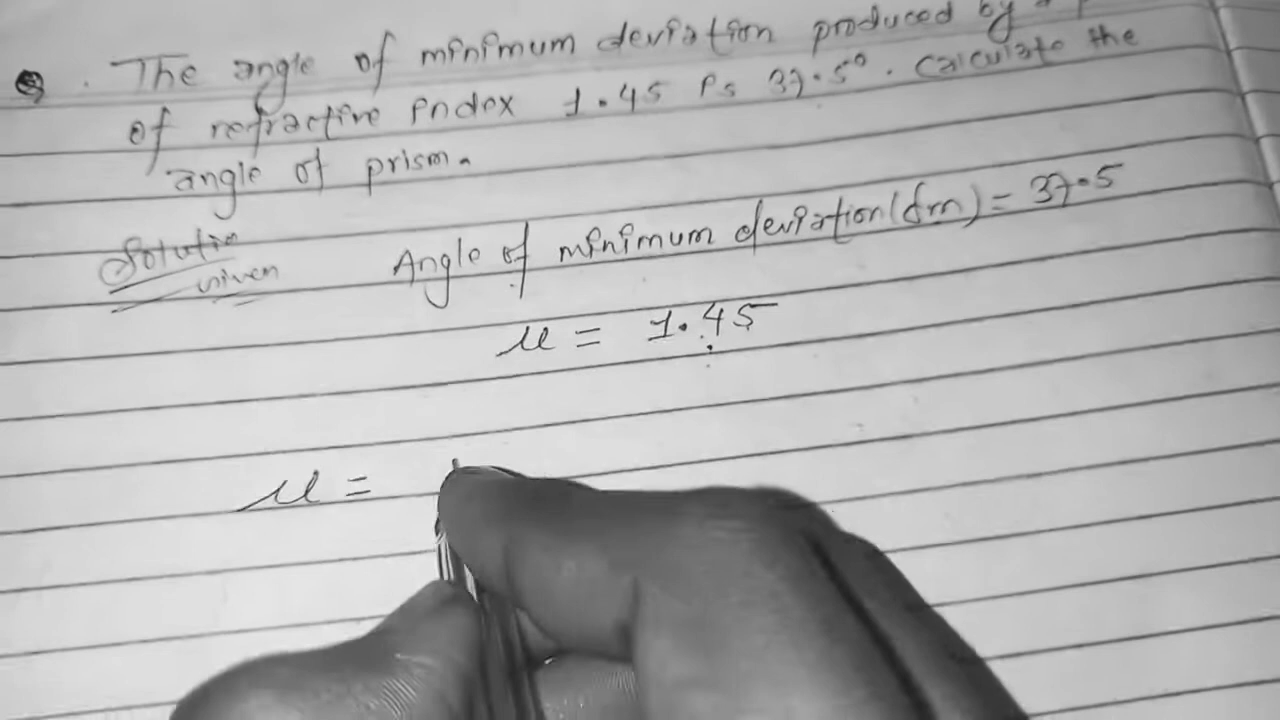 The angle of minimum deviation produced by a
of refractive index 1.45 is 37.5°. Calculate the
angle of prism.
Solution
Given
Angle of minimum deviation (δm) = 37.5
μ = 1.45
μ =